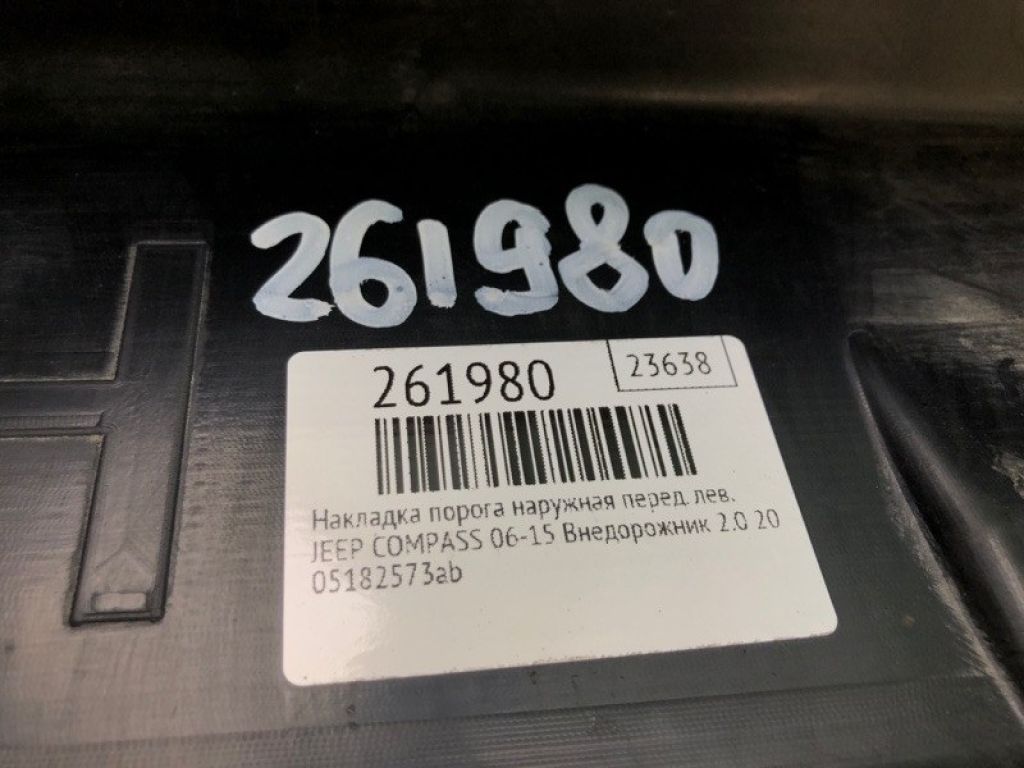 261980
261980
23638
Накладка порога наружная перед. лев.
JEEP COMPASS 06-15 Внедорожник 2.0 20
05182573ab